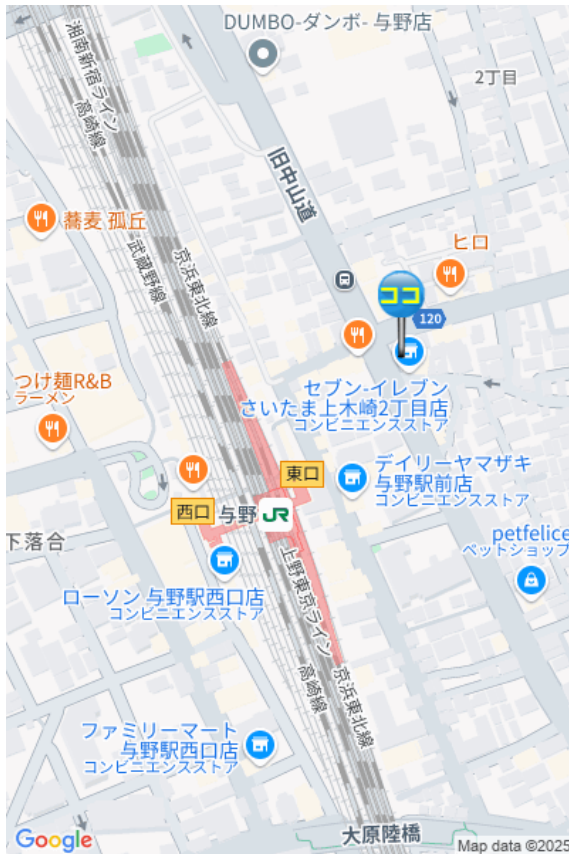 DUMBO-ダンボ- 与野店
湘南新宿ライン
高崎線
2丁目
旧中山道
蕎麦 孤丘
武蔵野線
京浜東北線
ヒロ
ココ
120
つけ麺R&B
ラーメン
セブン-イレブン
さいたま上木崎2丁目店
コンビニエンスストア
東口
デイリーヤマザキ
与野駅前店
コンビニエンスストア
西口
与野
JR
下落合
petfelice
ペットショップ
上野東京ライン
高崎線
ローソン 与野駅西口店
コンビニエンスストア
京浜東北線
ファミリーマート
与野駅西口店
コンビニエンスストア
大原陸橋
Google
Map data ©2025